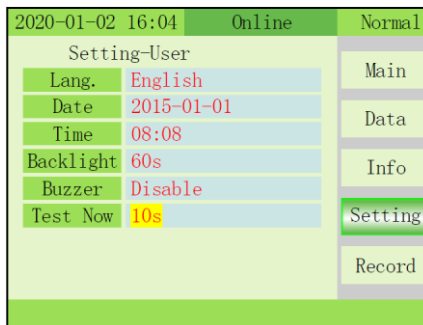 2020-01-02 16:04 Online Normal
Setting-User
Lang. English
Date 2015-01-01
Time 08:08
Backlight 60s
Buzzer Disable
Test Now 10s
Main
Data
Info
Setting
Record